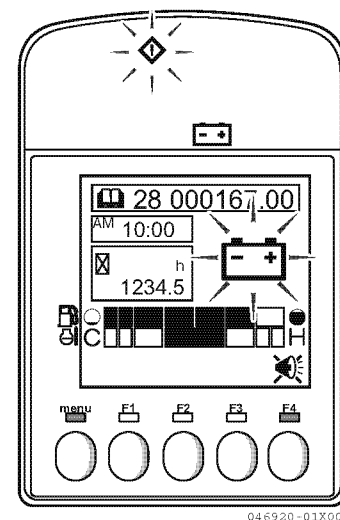 28 000167.00
AM 10:00
h
1234.5
C H
menu F1 F2 F3 F4
046920-01X00